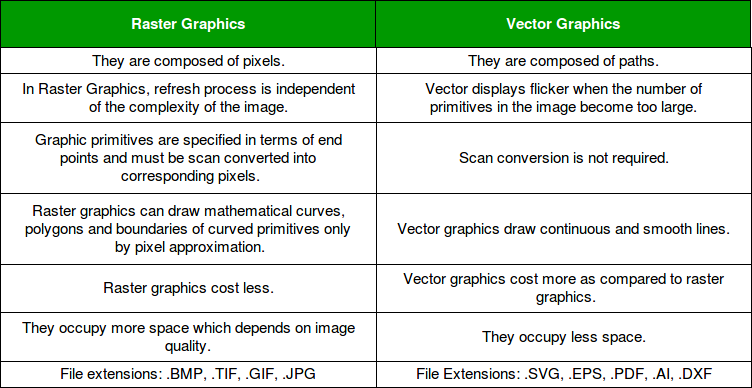 Raster Graphics
Vector Graphics
They are composed of pixels.
They are composed of paths.
In Raster Graphics, refresh process is independent
of the complexity of the image.
Vector displays flicker when the number of
primitives in the image become too large.
Graphic primitives are specified in terms of end
points and must be scan converted into
corresponding pixels.
Scan conversion is not required.
Raster graphics can draw mathematical curves,
polygons and boundaries of curved primitives only
by pixel approximation.
Vector graphics draw continuous and smooth lines.
Raster graphics cost less.
Vector graphics cost more as compared to raster
graphics.
They occupy more space which depends on image
quality.
They occupy less space.
File extensions: .BMP, .TIF, .GIF, .JPG
File Extensions: .SVG, .EPS, .PDF, .AI, .DXF